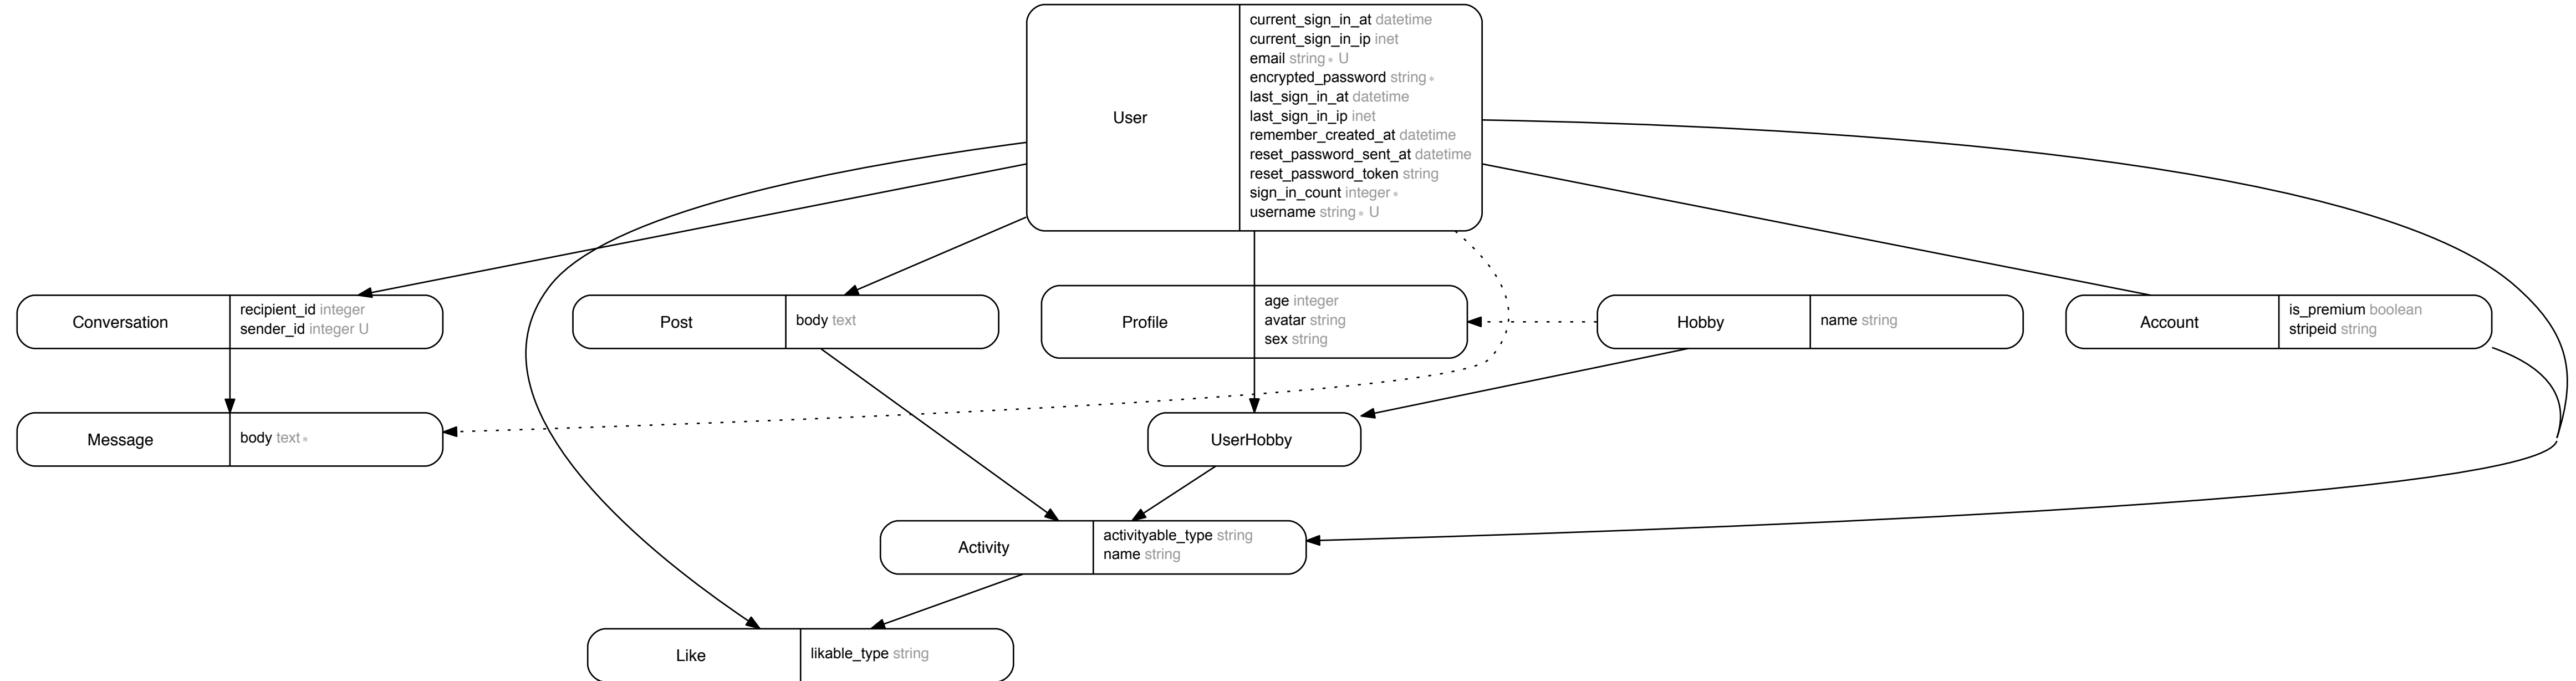 User
current_sign_in_at datetime
current_sign_in_ip inet
email string * U
encrypted_password string *
last_sign_in_at datetime
last_sign_in_ip inet
remember_created_at datetime
reset_password_sent_at datetime
reset_password_token string
sign_in_count integer *
username string * U
Conversation
recipient_id integer
sender_id integer U
Post
body text
Profile
age integer
avatar string
sex string
Hobby
name string
Account
is_premium boolean
stripeid string
Message
body text *
UserHobby
Activity
activityable_type string
name string
Like
likable_type string